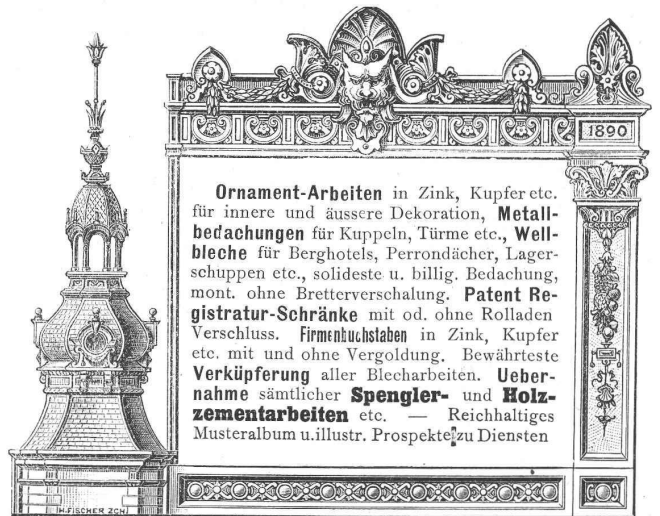 1890
Ornament-Arbeiten in Zink, Kupfer etc.
für innere und äussere Dekoration, Metall-
bedachungen für Kuppeln, Türme etc., Well-
bleche für Berghotels, Perrondächer, Lager-
schuppen etc., solideste u. billig. Bedachung,
mont. ohne Bretterverschalung. Patent Re-
gistratur-Schränke mit od. ohne Rolladen
Verschluss. Firmenbuchstaben in Zink, Kupfer
etc. mit und ohne Vergoldung. Bewährteste
Verküpferung aller Blecharbeiten. Ueber-
nahme sämtlicher Spengler- und Holz-
zementarbeiten etc. — Reichhaltiges
Musteralbum u. illustr. Prospekte zu Diensten
H. FISCHER ZCH.